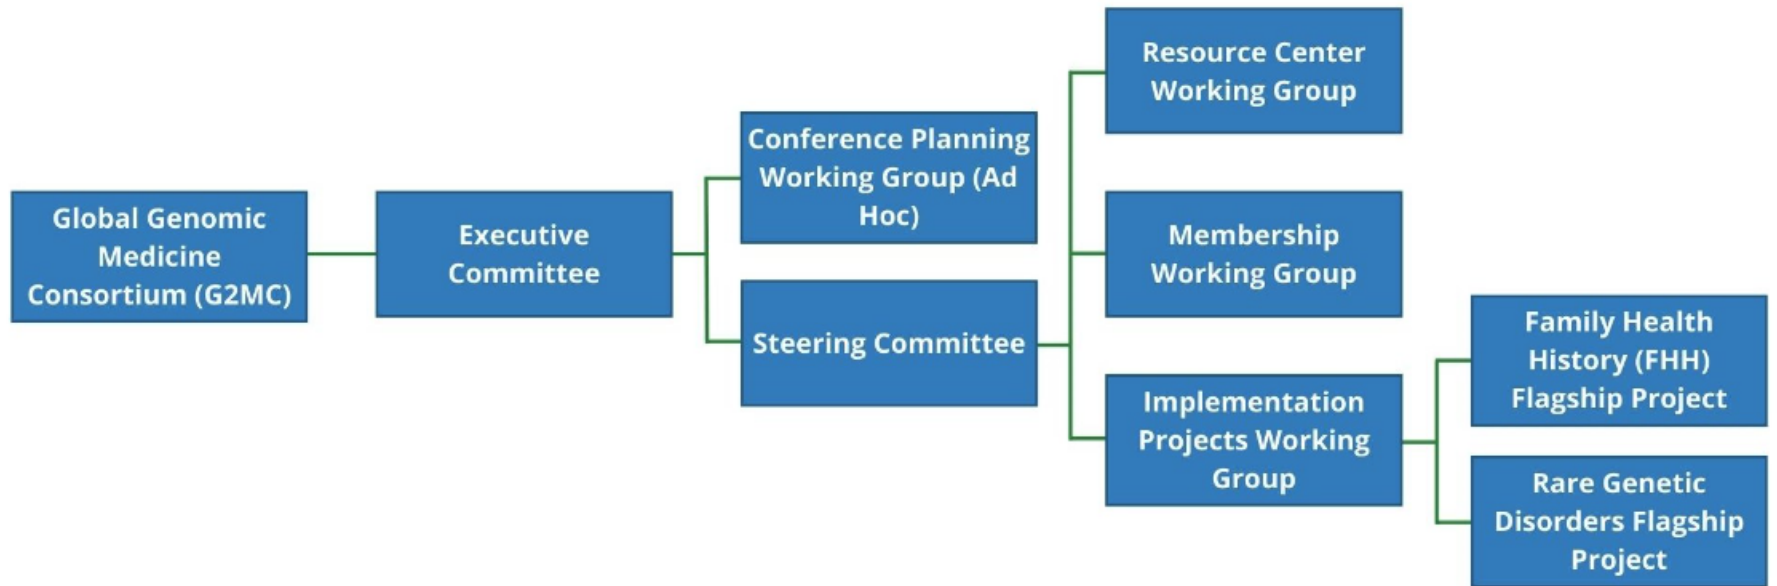 Global Genomic
Medicine
Consortium (G2MC)
Executive
Committee
Conference Planning
Working Group (Ad
Hoc)
Steering Committee
Resource Center
Working Group
Membership
Working Group
Implementation
Projects Working
Group
Family Health
History (FHH)
Flagship Project
Rare Genetic
Disorders Flagship
Project